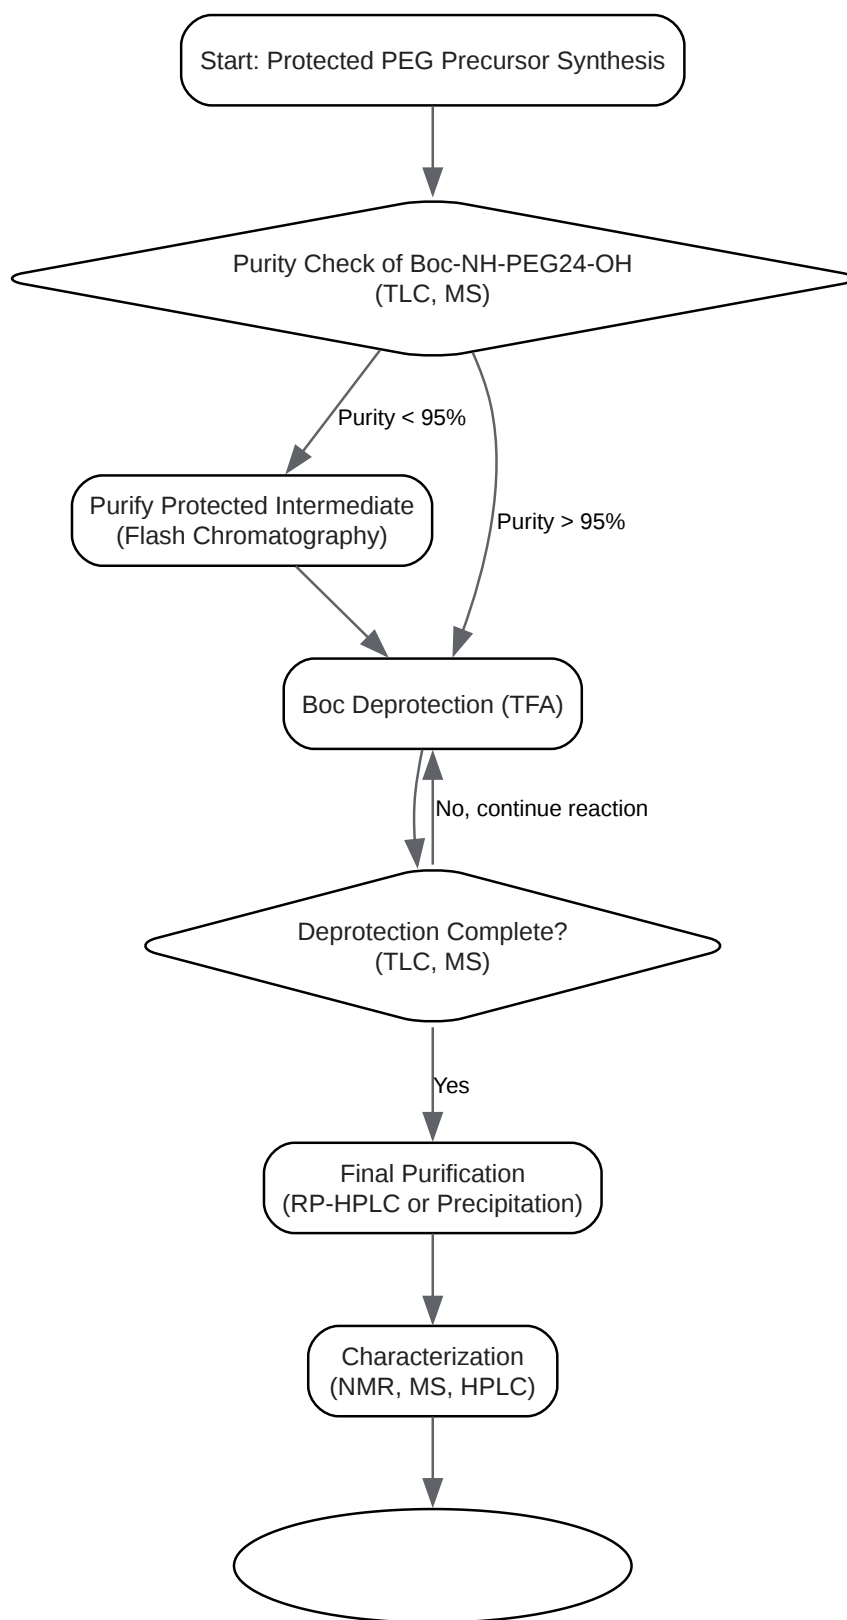 Start: Protected PEG Precursor Synthesis
Purity Check of Boc-NH-PEG24-OH
(TLC, MS)
Purity < 95%
Purify Protected Intermediate
(Flash Chromatography)
Purity > 95%
Boc Deprotection (TFA)
No, continue reaction
Deprotection Complete?
(TLC, MS)
Yes
Final Purification
(RP-HPLC or Precipitation)
Characterization
(NMR, MS, HPLC)